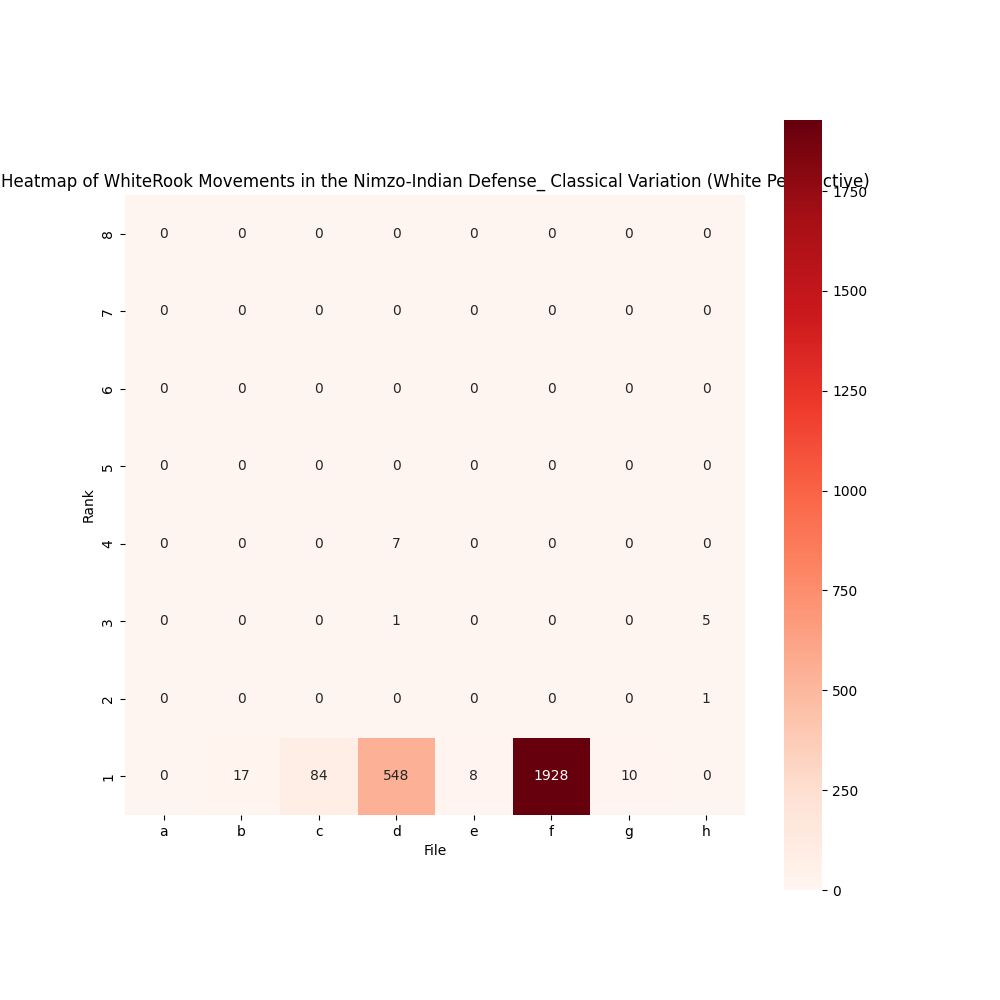 Heatmap of WhiteRook Movements in the Nimzo-Indian Defense_ Classical Variation (White Pe ctive)
8 0 0 0 0 0 0 0 0
7 0 0 0 0 0 0 0 0
6 0 0 0 0 0 0 0 0
5 0 0 0 0 0 0 0 0
Rank
4 0 0 0 7 0 0 0 0
3 0 0 0 1 0 0 0 5
2 0 0 0 0 0 0 0 1
1 0 17 84 548 8 1928 10 0
a b c d e f g h
File
1750
1500
1250
1000
750
500
250
0